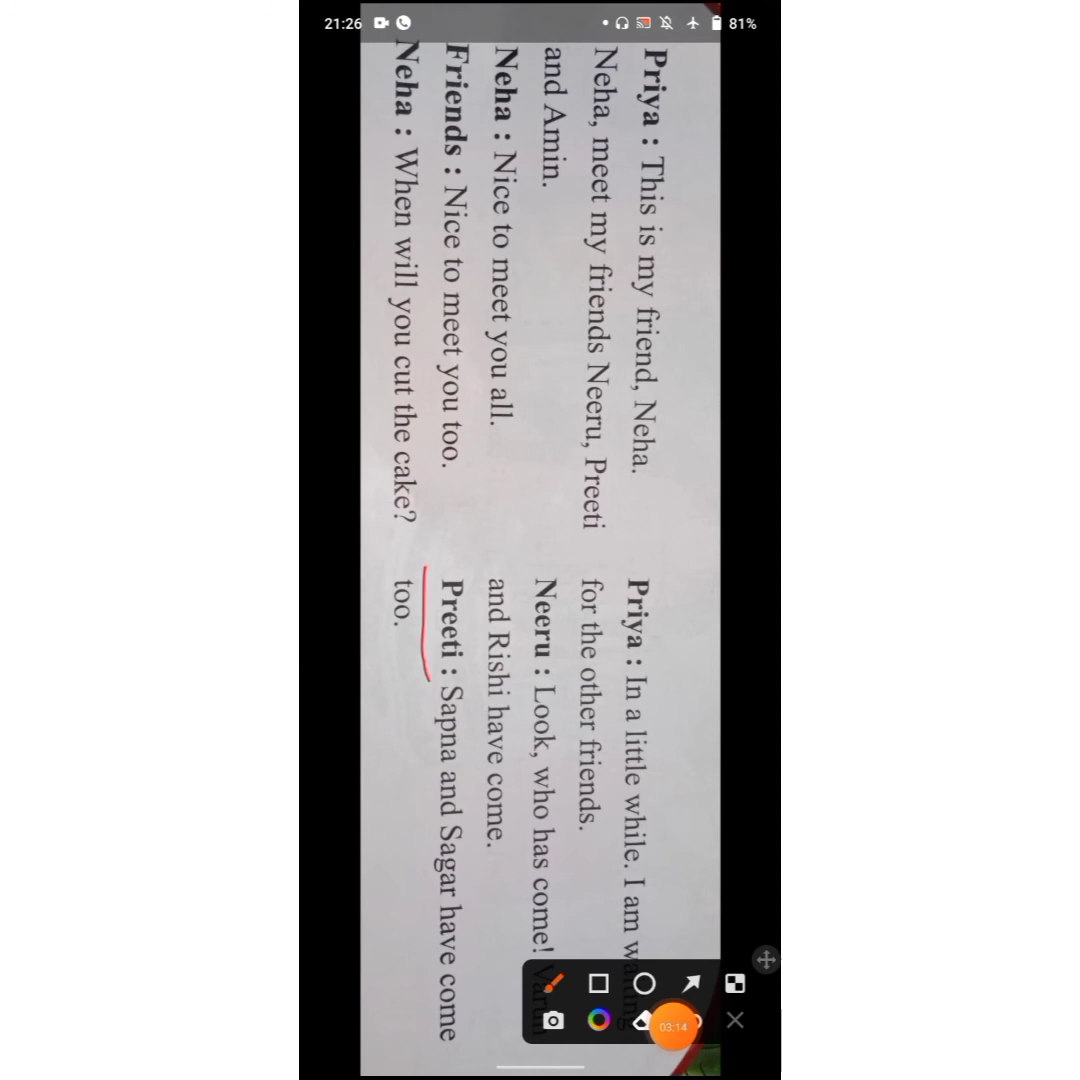 21:26
81%
Priya : This is my friend, Neha.
Neha, meet my friends Neeru, Preeti
and Amin.
Neha : Nice to meet you all.
Friends : Nice to meet you too.
Neha : When will you cut the cake?
Priya : In a little while. I am waiting
for the other friends.
Neeru : Look, who has come! Varun
and Rishi have come.
Preeti : Sapna and Sagar have come
too.
03:14